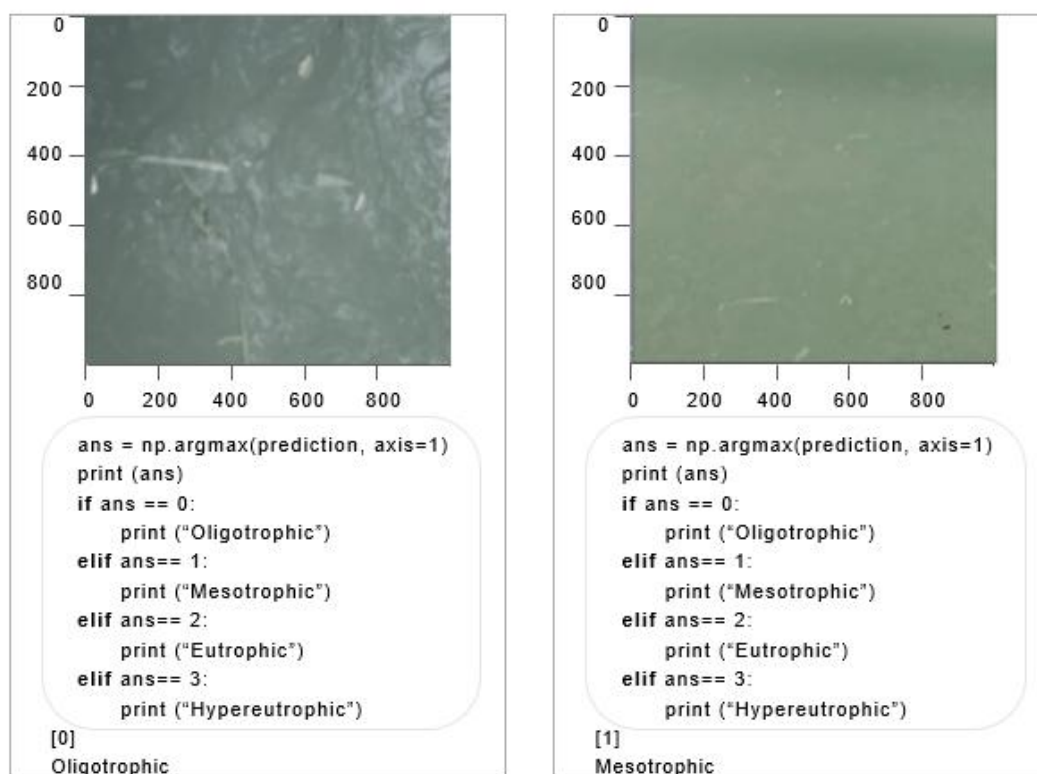 0
200
400
600
800
0 200 400 600 800
ans = np.argmax(prediction, axis=1)
print (ans)
if ans == 0:
print (“Oligotrophic”)
elif ans== 1:
print (“Mesotrophic”)
elif ans== 2:
print (“Eutrophic”)
elif ans== 3:
print (“Hypereutrophic”)
[0]
Oligotrophic
0
200
400
600
800
0 200 400 600 800
ans = np.argmax(prediction, axis=1)
print (ans)
if ans == 0:
print (“Oligotrophic”)
elif ans== 1:
print (“Mesotrophic”)
elif ans== 2:
print (“Eutrophic”)
elif ans== 3:
print (“Hypereutrophic”)
[1]
Mesotrophic